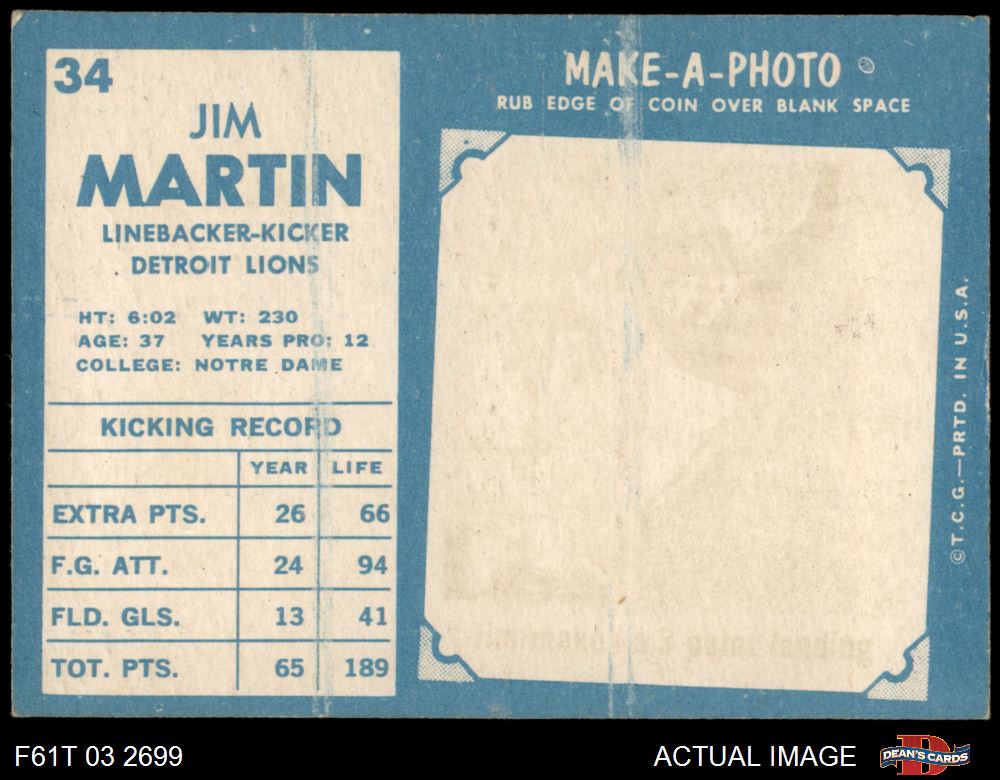 34
JIM
MARTIN
LINEBACKER-KICKER
DETROIT LIONS
HT: 6:02 WT: 230
AGE: 37 YEARS PRO: 12
COLLEGE: NOTRE DAME
KICKING RECORD
YEAR LIFE
EXTRA PTS. 26 66
F.G. ATT. 24 94
FLD. GLS. 13 41
TOT. PTS. 65 189
MAKE-A-PHOTO
RUB EDGE OF COIN OVER BLANK SPACE
©T.C.G.—PRTD. IN U.S.A.
F61T 03 2699
ACTUAL IMAGE
DEAN'S CARDS